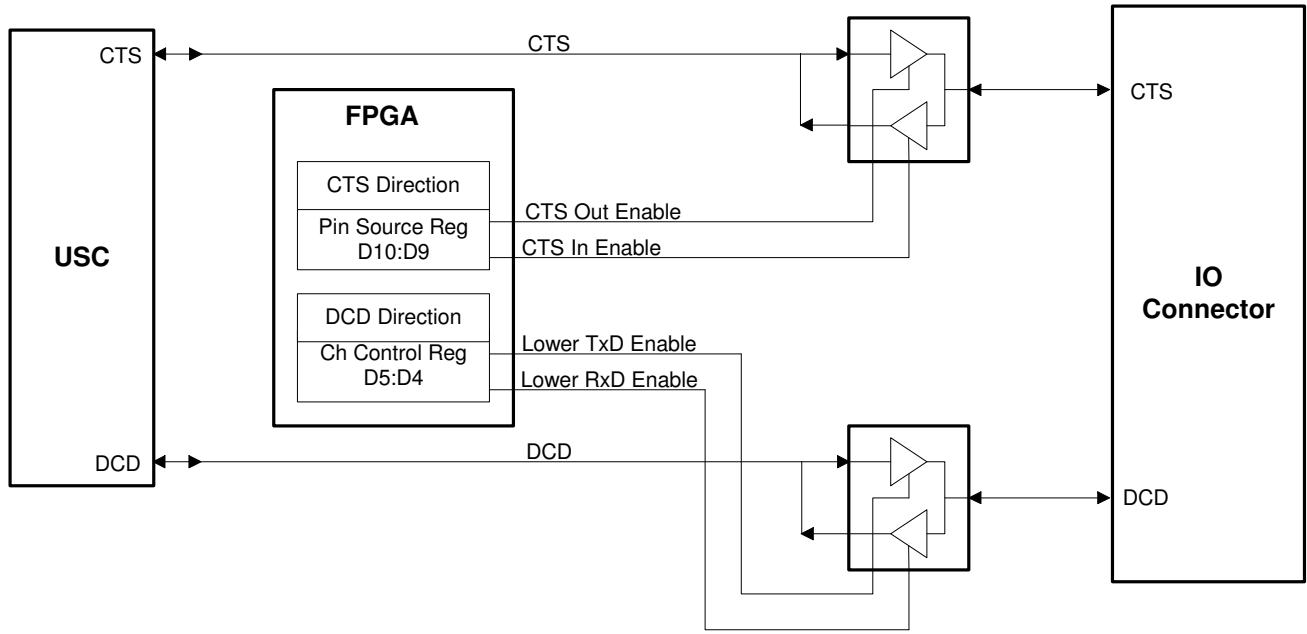 CTS
CTS
CTS
FPGA
CTS Direction
Pin Source Reg
D10:D9
CTS Out Enable
CTS In Enable
USC
IO
Connector
DCD Direction
Ch Control Reg
D5:D4
Lower TxD Enable
Lower RxD Enable
DCD
DCD
DCD